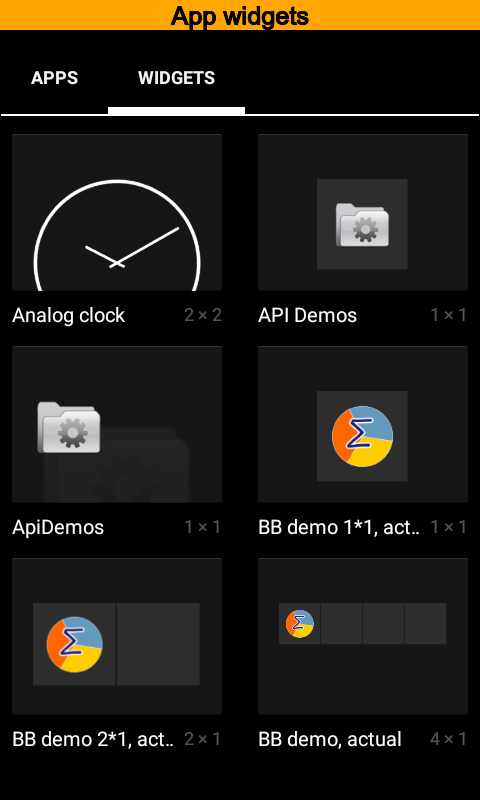 App widgets
APPS WIDGETS
Analog clock 2 × 2
API Demos 1 × 1
ApiDemos 1 × 1
BB demo 1*1, act.. 1 × 1
BB demo 2*1, act.. 2 × 1
BB demo, actual 4 × 1